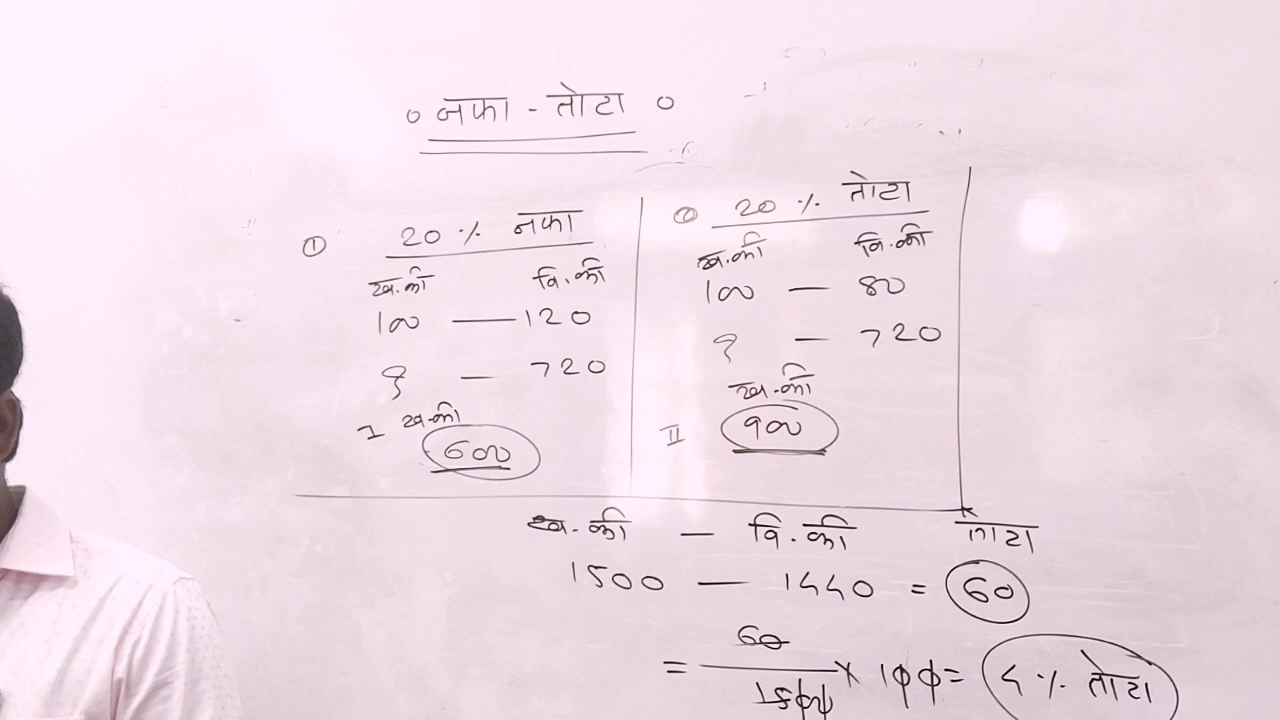 ० नफा - तोटा ०
① 20 % नफा
ख.की वि.की
100 — 120
? — 720
I ख.की
600
② 20 % तोटा
ख.की वि.की
100 — 80
? — 720
ख.की
II 900
ख.की — वि.की तोटा
1500 — 1440 = 60
= 60/1500 × 100 = 4 % तोटा